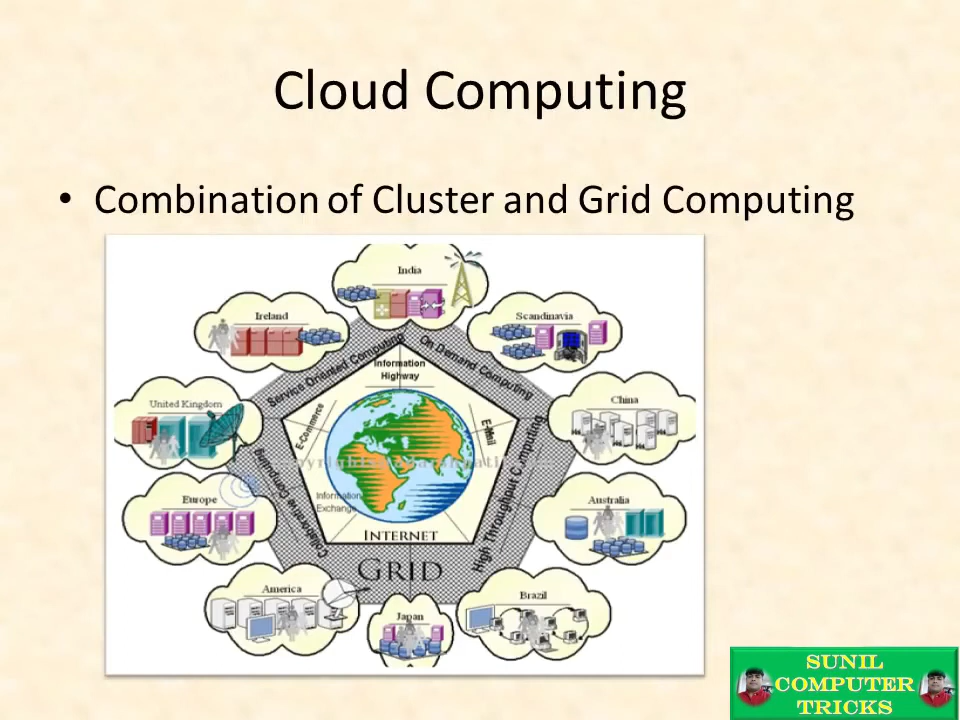 Cloud Computing
• Combination of Cluster and Grid Computing
India
Ireland
Scandinavia
Service Oriented Computing
On Demand Computing
Information
Highway
United Kingdom
China
E-Commerce
E-Mail
High Throughput Computing
Collaborative Computing
Information
Exchange
Europe
Australia
INTERNET
GRID
America
Brazil
Japan
SUNIL
COMPUTER
TRICKS